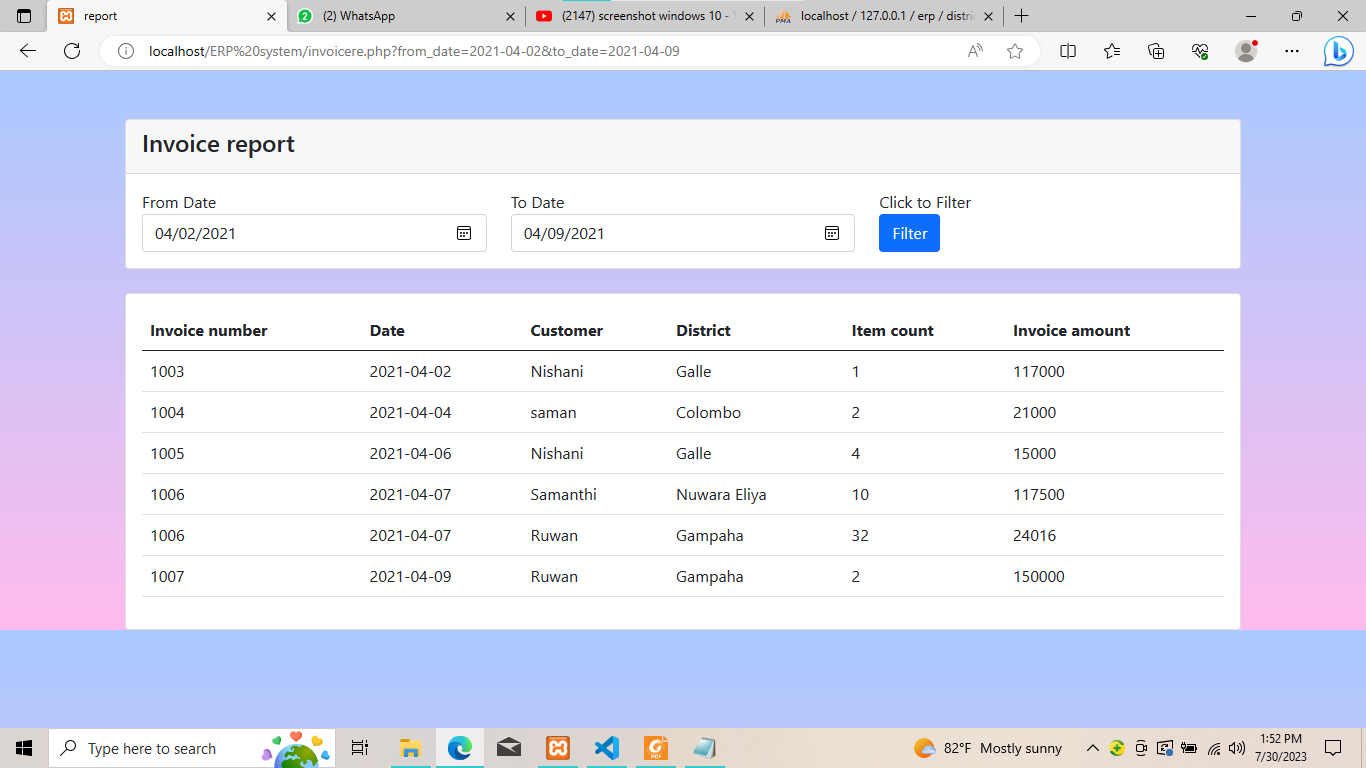 report
(2) WhatsApp
(2147) screenshot windows 10 -
localhost / 127.0.0.1 / erp / distri
localhost/ERP%20system/invoicere.php?from_date=2021-04-02&to_date=2021-04-09
Invoice report
From Date To Date Click to Filter
04/02/2021 04/09/2021 Filter
Invoice number Date Customer District Item count Invoice amount
1003 2021-04-02 Nishani Galle 1 117000
1004 2021-04-04 saman Colombo 2 21000
1005 2021-04-06 Nishani Galle 4 15000
1006 2021-04-07 Samanthi Nuwara Eliya 10 117500
1006 2021-04-07 Ruwan Gampaha 32 24016
1007 2021-04-09 Ruwan Gampaha 2 150000
Type here to search
82°F Mostly sunny
1:52 PM
7/30/2023